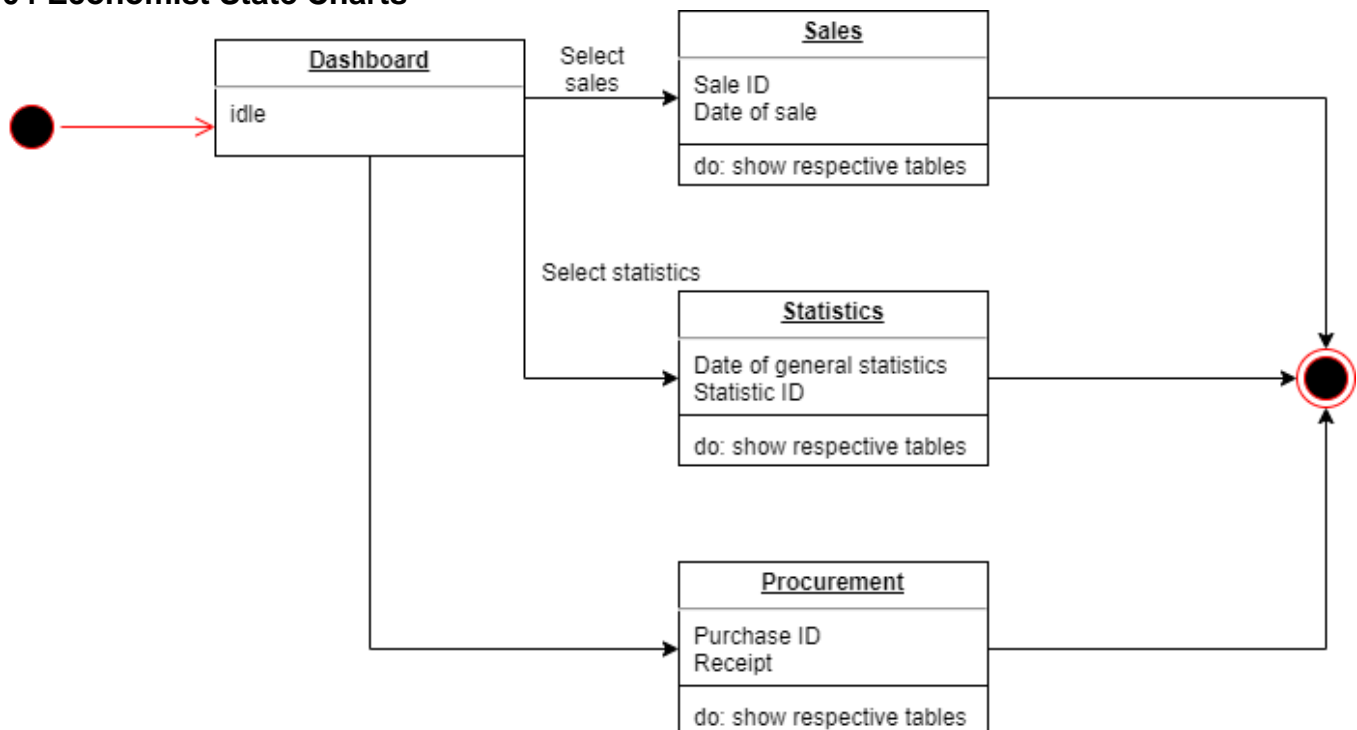 Economist State Charts
Dashboard
idle
Select
sales
Sales
Sale ID
Date of sale
do: show respective tables
Select statistics
Statistics
Date of general statistics
Statistic ID
do: show respective tables
Procurement
Purchase ID
Receipt
do: show respective tables